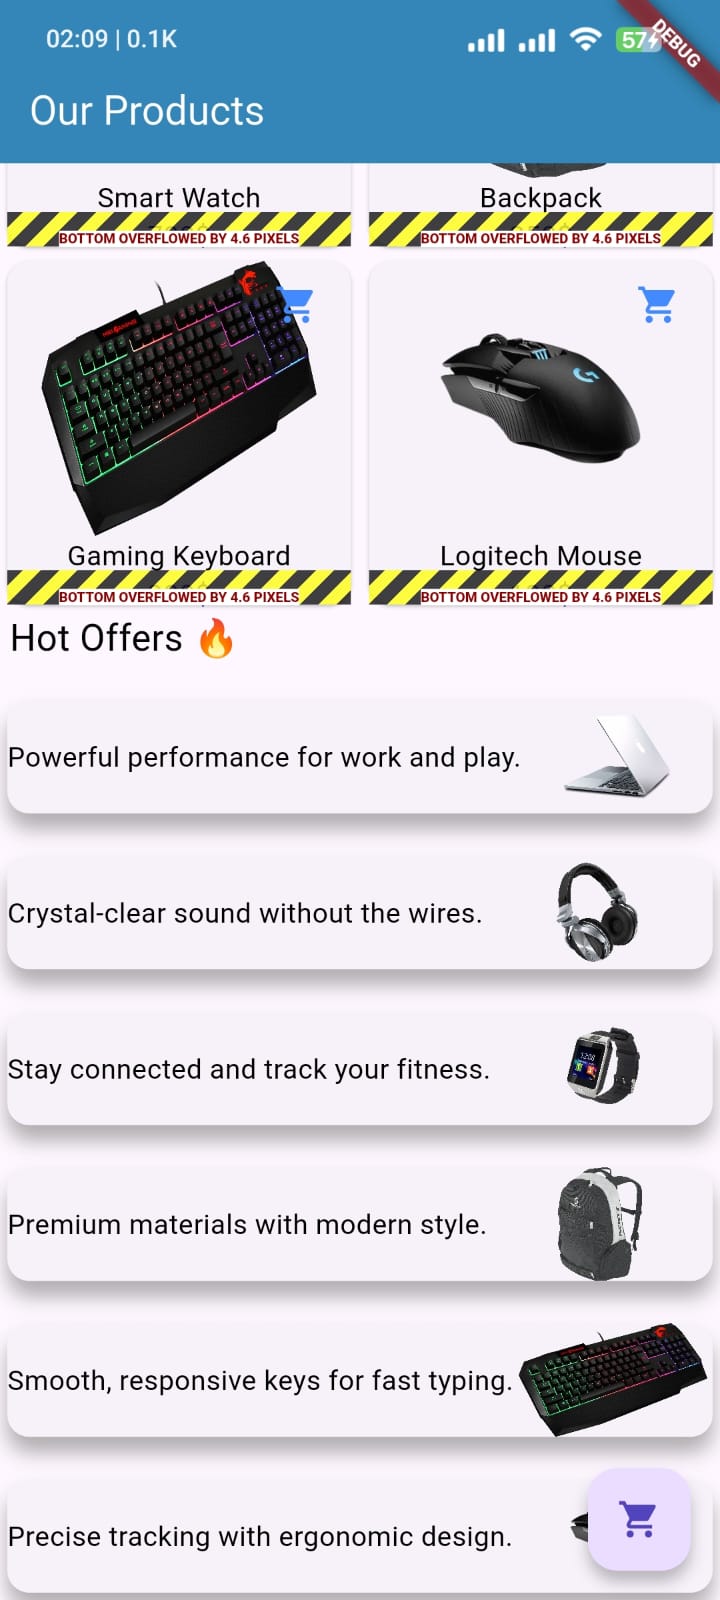 02:09 | 0.1K
57
DEBUG
Our Products
Smart Watch
Backpack
BOTTOM OVERFLOWED BY 4.6 PIXELS
BOTTOM OVERFLOWED BY 4.6 PIXELS
Gaming Keyboard
Logitech Mouse
BOTTOM OVERFLOWED BY 4.6 PIXELS
BOTTOM OVERFLOWED BY 4.6 PIXELS
Hot Offers 🔥
Powerful performance for work and play.
Crystal-clear sound without the wires.
Stay connected and track your fitness.
Premium materials with modern style.
Smooth, responsive keys for fast typing.
Precise tracking with ergonomic design.